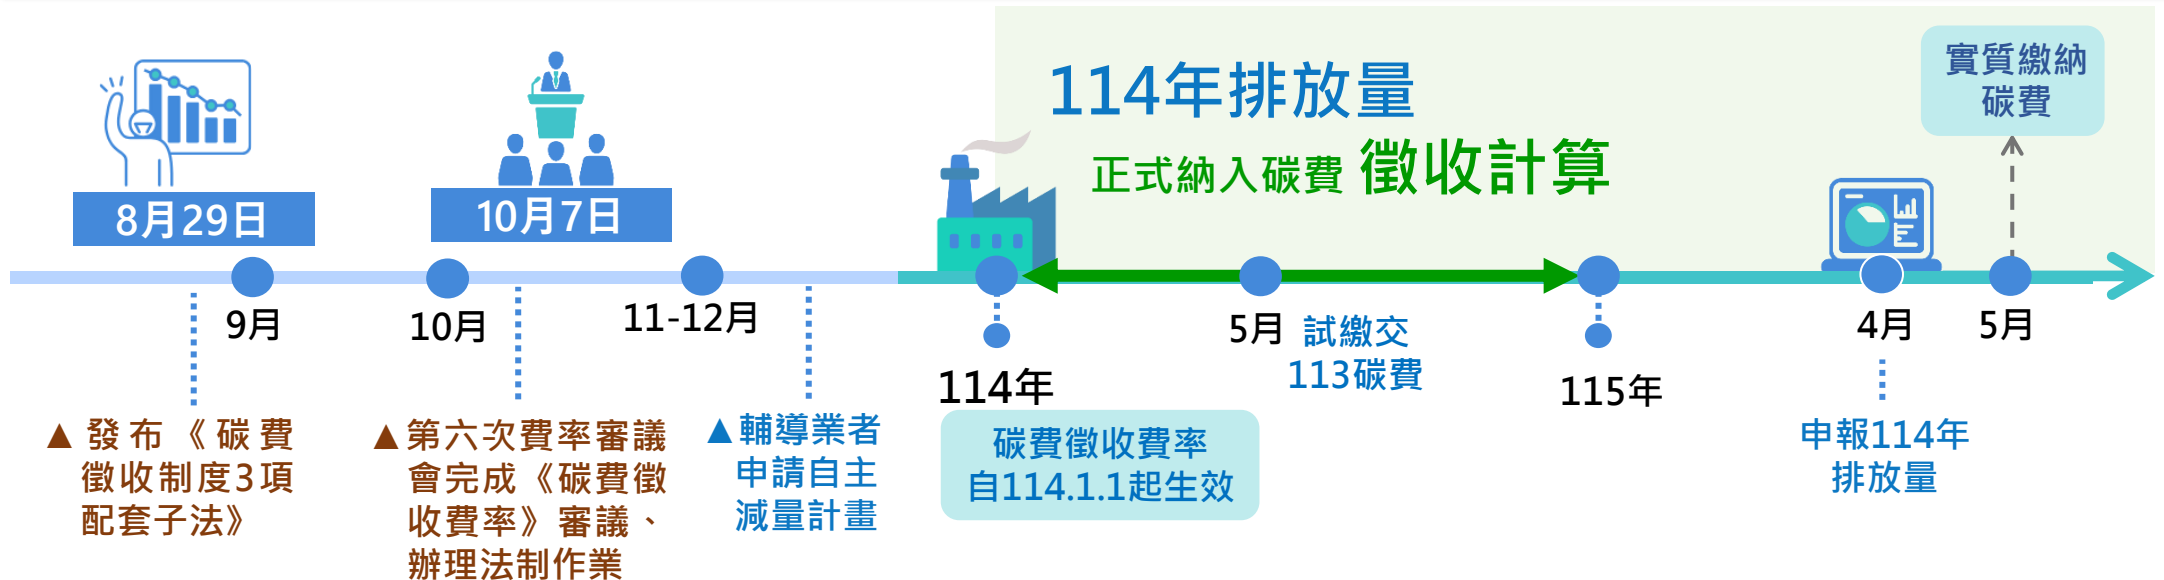 114年排放量
正式納入碳費 徵收計算
實質繳納
碳費
8月29日
10月7日
9月
10月
11-12月
114年
5月
試繳交
113碳費
115年
4月
5月
▲發布《碳費
徵收制度3項
配套子法》
▲第六次費率審議
會完成《碳費徵
收費率》審議、
辦理法制作業
▲輔導業者
申請自主
減量計畫
碳費徵收費率
自114.1.1起生效
申報114年
排放量